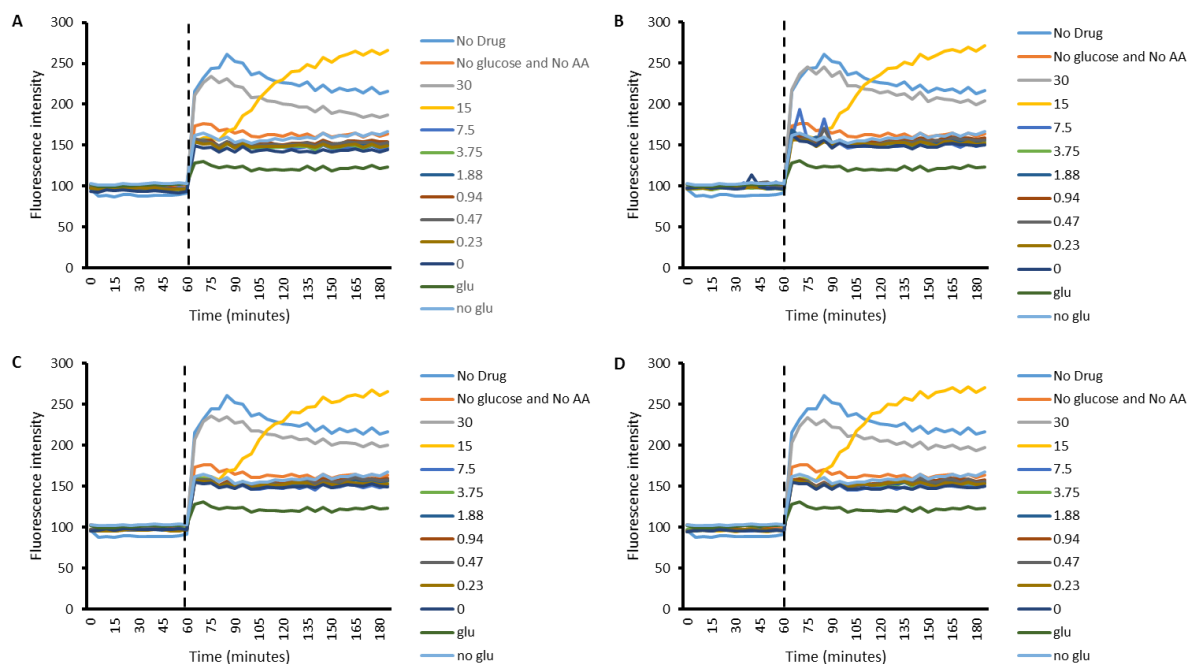 A
300
250
200
150
100
50
0
Fluorescence intensity
0 15 30 45 60 75 90 105 120 135 150 165 180
Time (minutes)
No Drug
No glucose and No AA
30
15
7.5
3.75
1.88
0.94
0.47
0.23
0
glu
no glu
B
300
250
200
150
100
50
0
Fluorescence intensity
0 15 30 45 60 75 90 105 120 135 150 165 180
Time (minutes)
No Drug
No glucose and No AA
30
15
7.5
3.75
1.88
0.94
0.47
0.23
0
glu
no glu
C
300
250
200
150
100
50
0
Fluorescence intensity
0 15 30 45 60 75 90 105 120 135 150 165 180
Time (minutes)
No Drug
No glucose and No AA
30
15
7.5
3.75
1.88
0.94
0.47
0.23
0
glu
no glu
D
300
250
200
150
100
50
0
Fluorescence intensity
0 15 30 45 60 75 90 105 120 135 150 165 180
Time (minutes)
No Drug
No glucose and No AA
30
15
7.5
3.75
1.88
0.94
0.47
0.23
0
glu
no glu